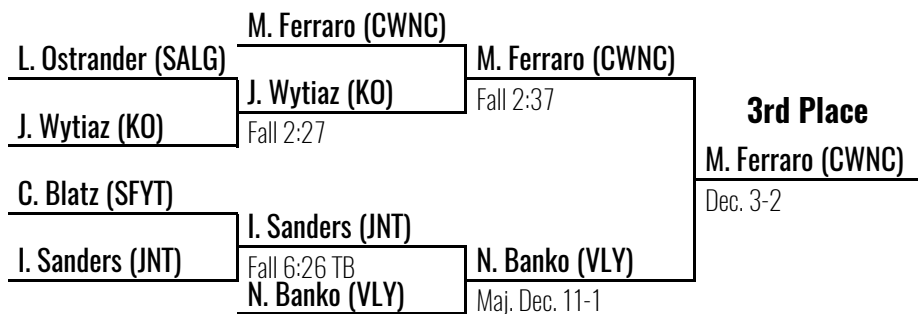 M. Ferraro (CWNC)
L. Ostrander (SALG)
M. Ferraro (CWNC)
J. Wytiaz (KO)
Fall 2:37
3rd Place
J. Wytiaz (KO)
Fall 2:27
M. Ferraro (CWNC)
Dec. 3-2
C. Blatz (SFYT)
I. Sanders (JNT)
I. Sanders (JNT)
Fall 6:26 TB
N. Banko (VLY)
N. Banko (VLY)
Maj. Dec. 11-1